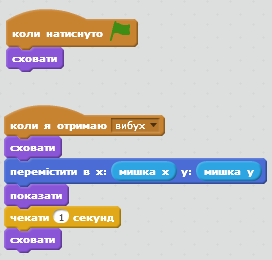 коли натиснуто
сховати
коли я отримаю вибух
сховати
перемістити в x: мишка x y: мишка y
показати
чекати 1 секунд
сховати